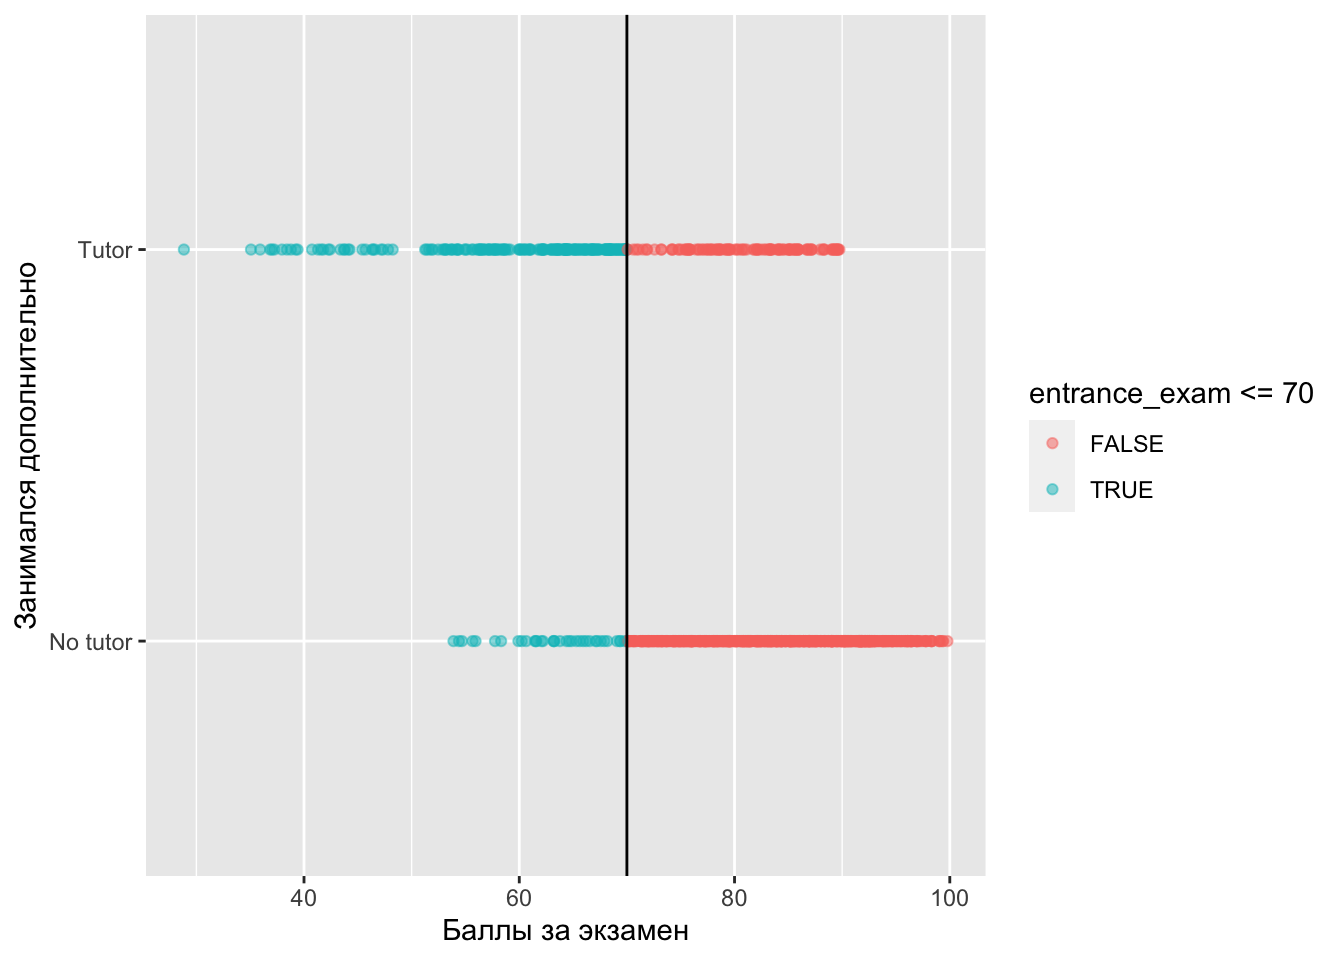 Занимался дополнительно
Tutor
No tutor
40
60
80
100
Баллы за экзамен
entrance_exam <= 70
FALSE
TRUE